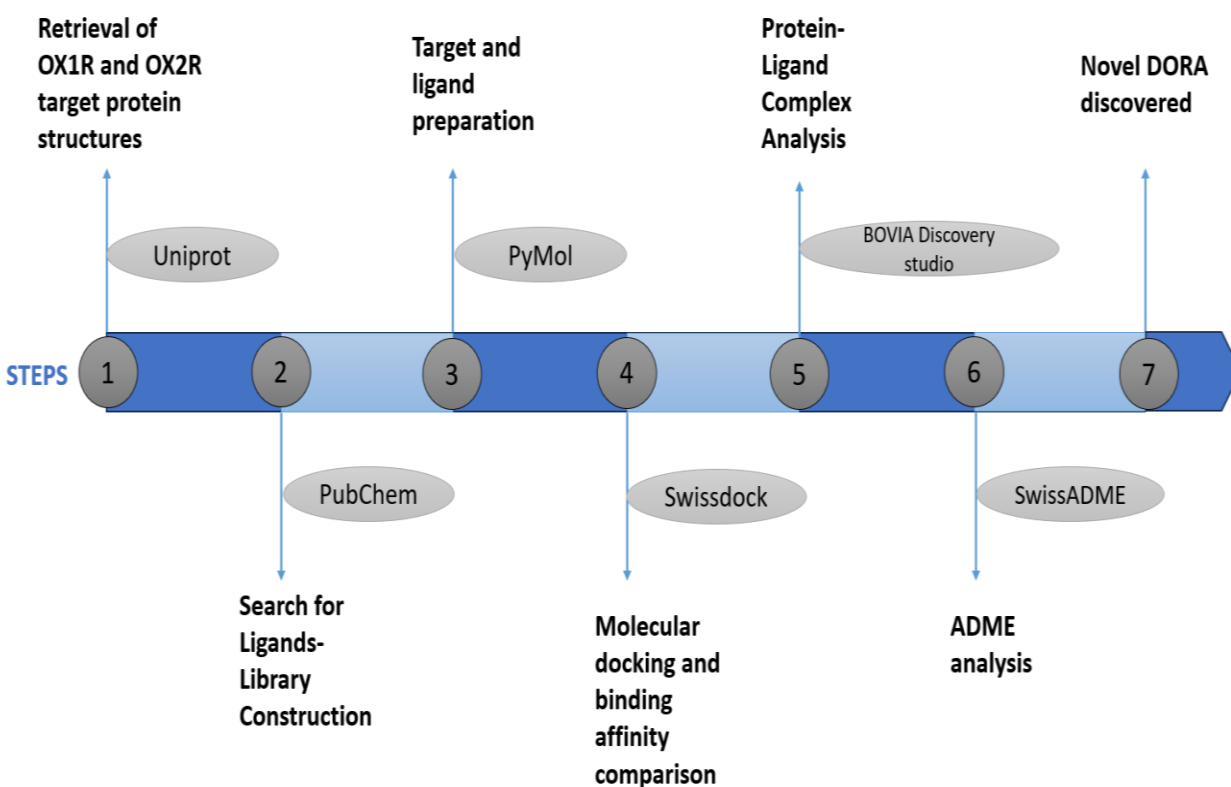 Retrieval of
OX1R and OX2R
target protein
structures
Target and
ligand
preparation
Protein-
Ligand
Complex
Analysis
Novel DORA
discovered
Uniprot
PyMol
BOVIA Discovery
studio
STEPS
1
2
3
4
5
6
7
PubChem
Swissdock
SwissADME
Search for
Ligands-
Library
Construction
Molecular
docking and
binding
affinity
comparison
ADME
analysis